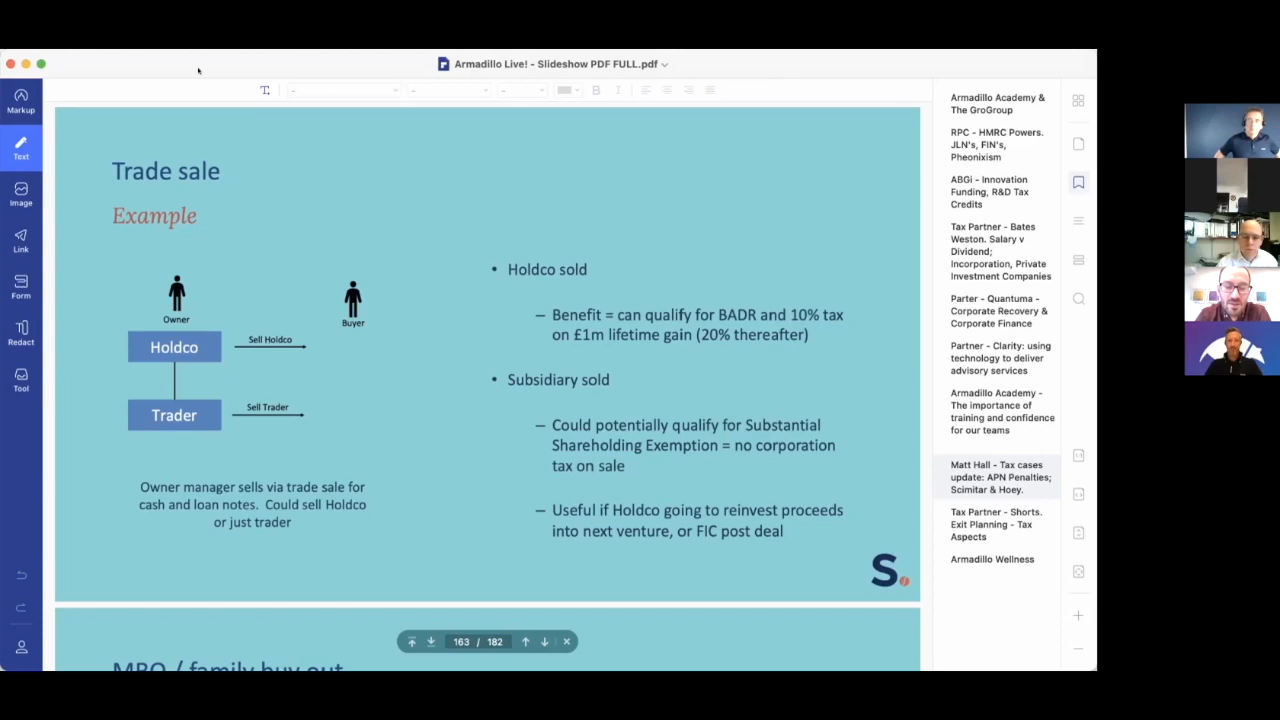 Armadillo Live! - Slideshow PDF FULL.pdf
B I
Markup
Text
Image
Link
Form
Redact
Tool
Trade sale
Example
Owner
Buyer
Holdco
Sell Holdco
Trader
Sell Trader
Owner manager sells via trade sale for
cash and loan notes. Could sell Holdco
or just trader
• Holdco sold
– Benefit = can qualify for BADR and 10% tax
on £1m lifetime gain (20% thereafter)
• Subsidiary sold
– Could potentially qualify for Substantial
Shareholding Exemption = no corporation
tax on sale
– Useful if Holdco going to reinvest proceeds
into next venture, or FIC post deal
S.
163 / 182
MBO / family buy out
Armadillo Academy &
The GroGroup
RPC - HMRC Powers.
JLN's, FIN's,
Pheonixism
ABGi - Innovation
Funding, R&D Tax
Credits
Tax Partner - Bates
Weston. Salary v
Dividend;
Incorporation, Private
Investment Companies
Parter - Quantuma -
Corporate Recovery &
Corporate Finance
Partner - Clarity: using
technology to deliver
advisory services
Armadillo Academy -
The importance of
training and confidence
for our teams
Matt Hall - Tax cases
update: APN Penalties;
Scimitar & Hoey.
Tax Partner - Shorts.
Exit Planning - Tax
Aspects
Armadillo Wellness